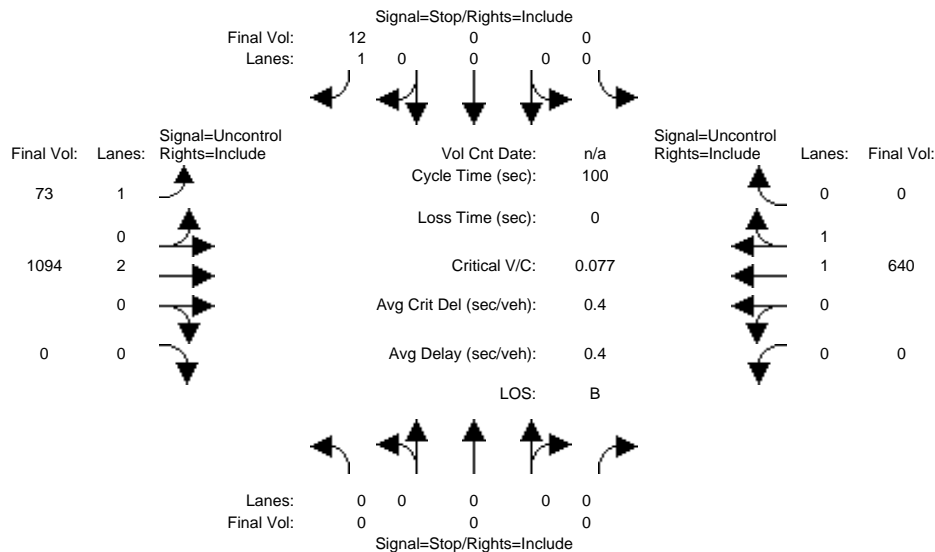 Signal=Stop/Rights=Include
Final Vol: 12 0 0
Lanes: 1 0 0 0 0
Signal=Uncontrol
Final Vol: Lanes: Rights=Include
Vol Cnt Date: n/a
Signal=Uncontrol
Rights=Include Lanes: Final Vol:
Cycle Time (sec): 100
73 1
0 0
Loss Time (sec): 0
0
1
1094 2
Critical V/C: 0.077
1 640
0
Avg Crit Del (sec/veh): 0.4
0
0 0
Avg Delay (sec/veh): 0.4
0 0
LOS: B
Lanes: 0 0 0 0 0
Final Vol: 0 0 0
Signal=Stop/Rights=Include